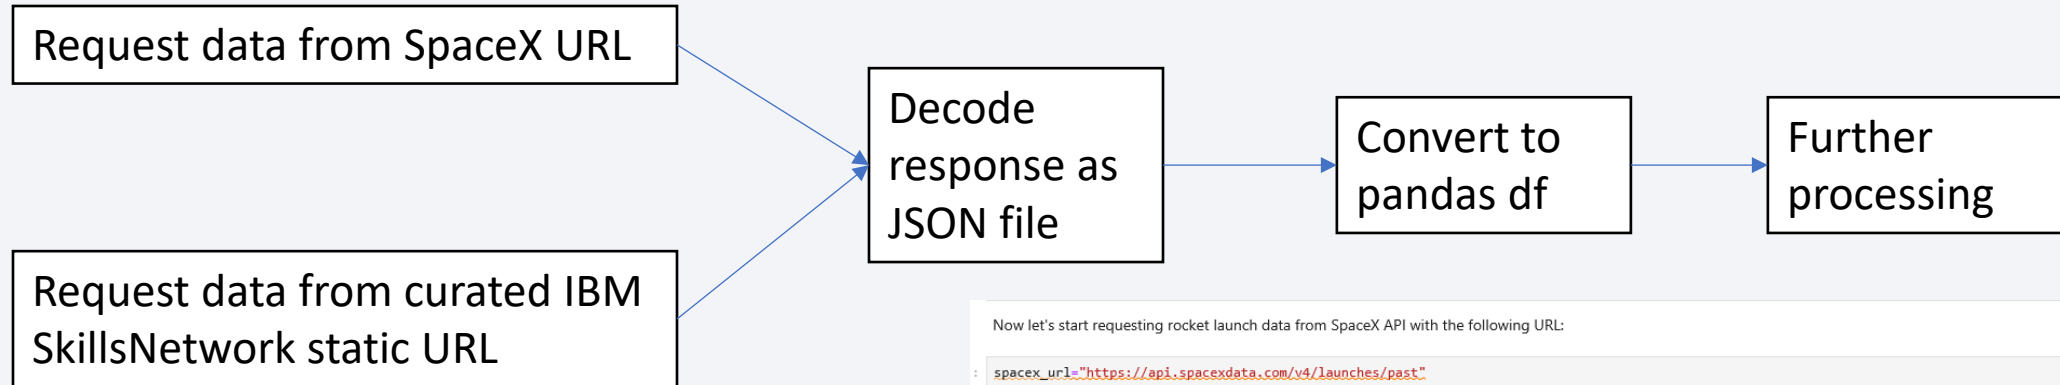 Request data from SpaceX URL
Request data from curated IBM
SkillsNetwork static URL
Decode
response as
JSON file
Convert to
pandas df
Further
processing
Now let's start requesting rocket launch data from SpaceX API with the following URL:
: spacex_url="https://api.spacexdata.com/v4/launches/past"